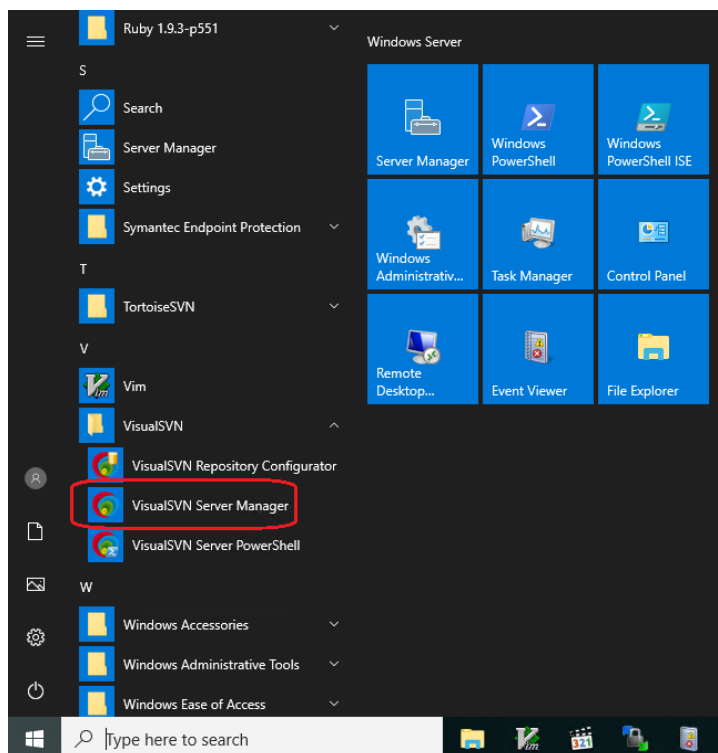 Ruby 1.9.3-p551
S
Search
Server Manager
Settings
Symantec Endpoint Protection
T
TortoiseSVN
V
Vim
VisualSVN
VisualSVN Repository Configurator
VisualSVN Server Manager
VisualSVN Server PowerShell
W
Windows Accessories
Windows Administrative Tools
Windows Ease of Access
Windows Server
Server Manager
Windows
PowerShell
Windows
PowerShell ISE
Windows
Administrativ...
Task Manager
Control Panel
Remote
Desktop...
Event Viewer
File Explorer
Type here to search
Vim
321